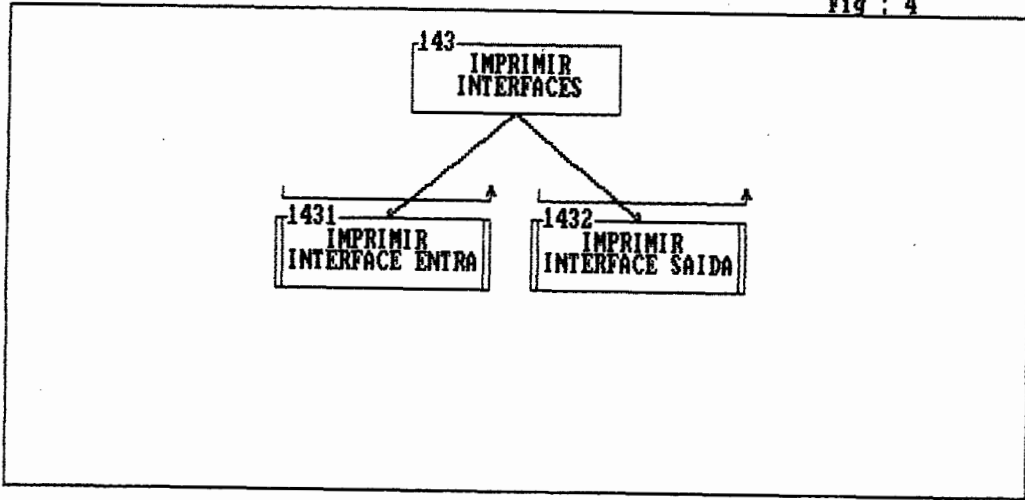 Fig : 4
143
IMPRIMIR
INTERFACES
1431
IMPRIMIR
INTERFACE ENTRA
1432
IMPRIMIR
INTERFACE SAIDA